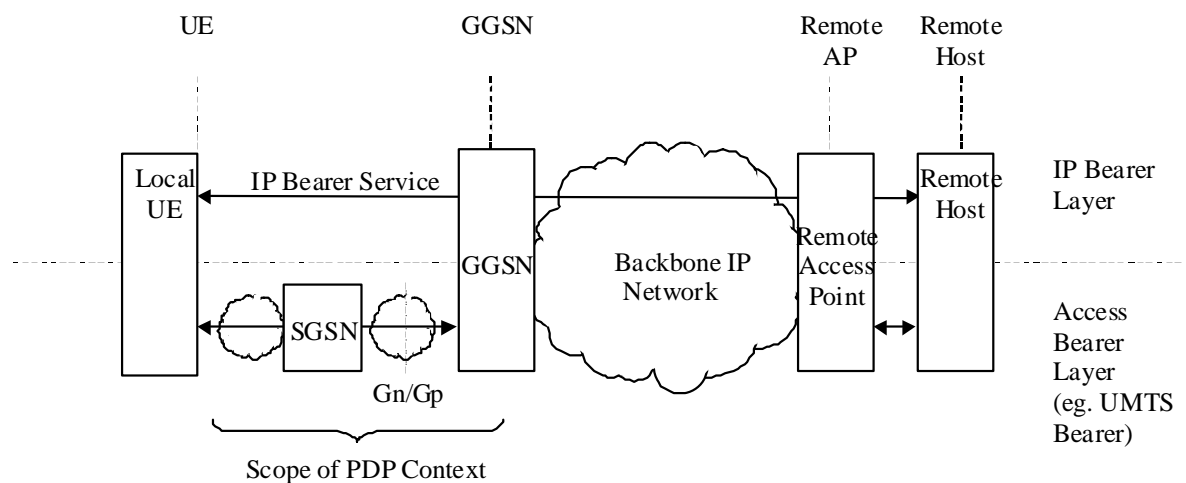 UE
GGSN
Remote
AP
Remote
Host
Local
UE
IP Bearer Service
Remote
Host
IP Bearer
Layer
GGSN
Backbone IP
Network
Remote
Access
Point
SGSN
Gn/Gp
Access
Bearer
Layer
(eg. UMTS
Bearer)
Scope of PDP Context